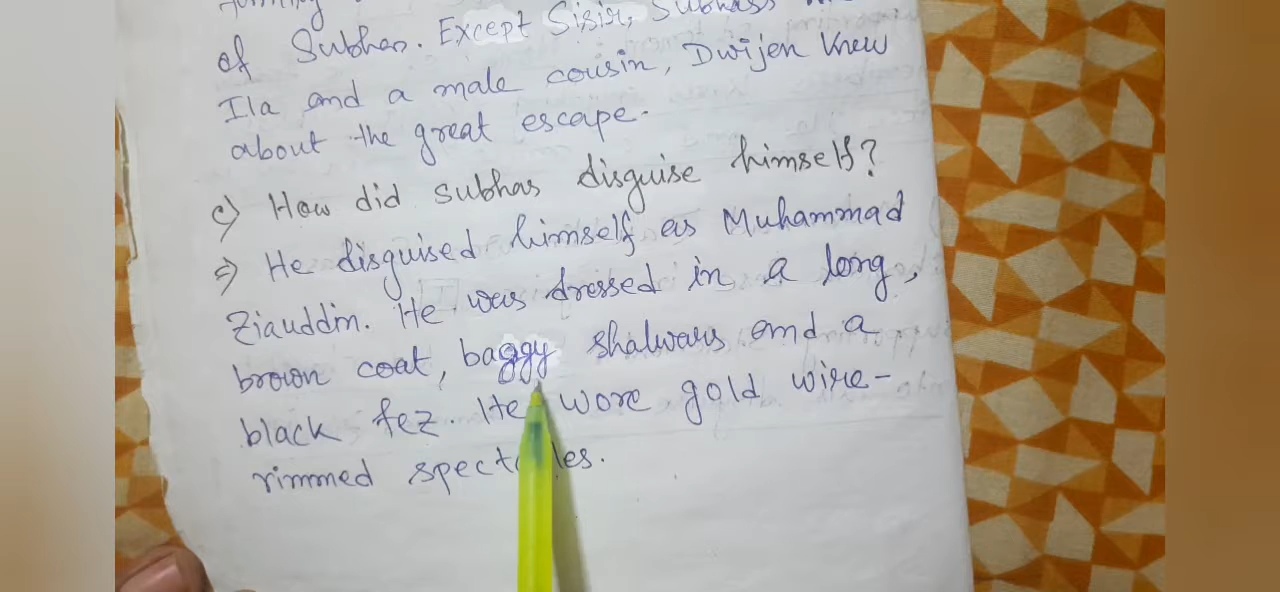 of Subhas. Except Sisir, Subhas's
Ila and a male cousin, Dwijen knew
about the great escape.
c) How did subhas disguise himself?
=> He disguised himself as Muhammad
Ziauddin. He was dressed in a long,
brown coat, baggy shalwars and a
black fez. He wore gold wire-
rimmed spectacles.